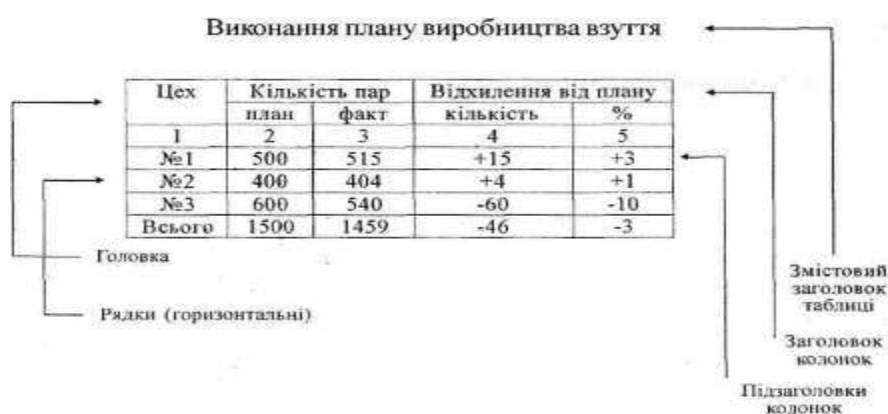 Виконання плану виробництва взуття
Цех Кількість пар Відхилення від плану
план факт кількість %
1 2 3 4 5
№1 500 515 +15 +3
№2 400 404 +4 +1
№3 600 540 -60 -10
Всього 1500 1459 -46 -3
Головка
Рядки (горизонтальні)
Змістовий
заголовок
таблиці
Заголовок
колонок
Підзаголовки
колонок